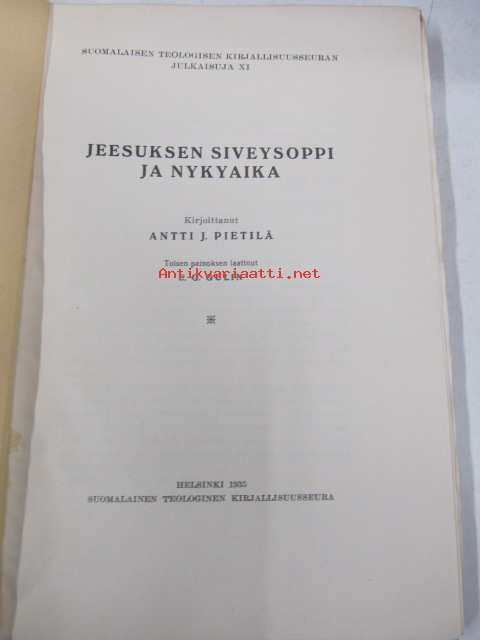 SUOMALAISEN TEOLOGISEN KIRJALLISUUSSEURAN
JULKAISUJA XI
JEESUKSEN SIVEYSOPPI
JA NYKYAIKA
Kirjoittanut
ANTTI J. PIETILÄ
Toisen painoksen laatinut
Antikvariaatti.net
E. G. GULIN
HELSINKI 1935
SUOMALAINEN TEOLOGINEN KIRJALLISUUSSEURA